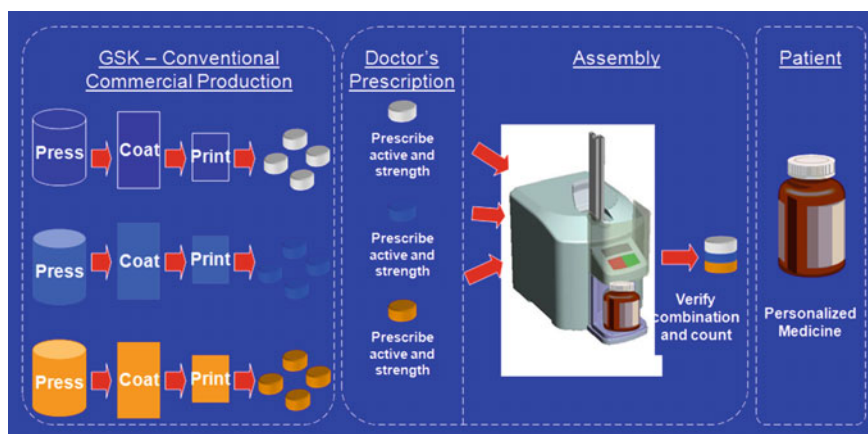 GSK – Conventional
Commercial Production
Press
Coat
Print
Press
Coat
Print
Press
Coat
Print
Doctor's
Prescription
Prescribe
active and
strength
Prescribe
active and
strength
Prescribe
active and
strength
Assembly
Verify
combination
and count
Patient
Personalized
Medicine